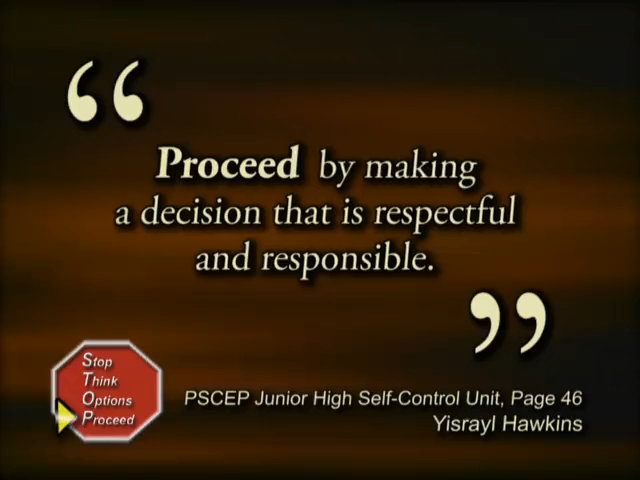 “
Proceed by making
a decision that is respectful
and responsible.
”
Stop
Think
Options
Proceed
PSCEP Junior High Self-Control Unit, Page 46
Yisrayl Hawkins